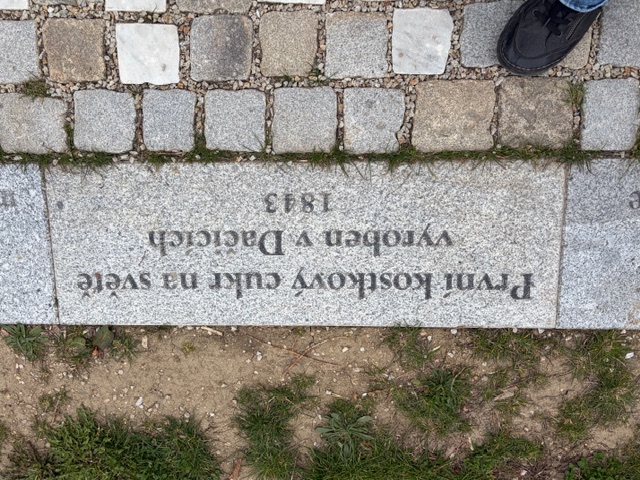 První kostkový cukr na světě
vyroben v Dačicích
1843